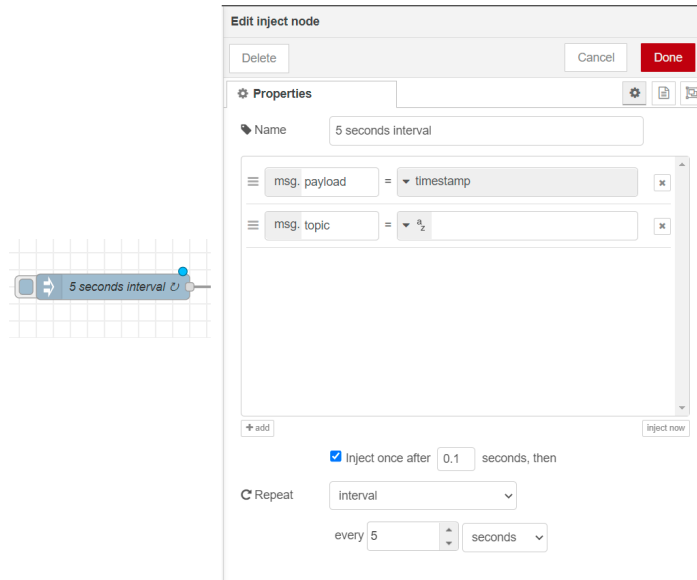 Edit inject node
Delete
Cancel
Done
Properties
Name
5 seconds interval
msg. payload = timestamp
msg. topic = a z
5 seconds interval
+ add
inject now
Inject once after 0.1 seconds, then
Repeat
interval
every 5 seconds